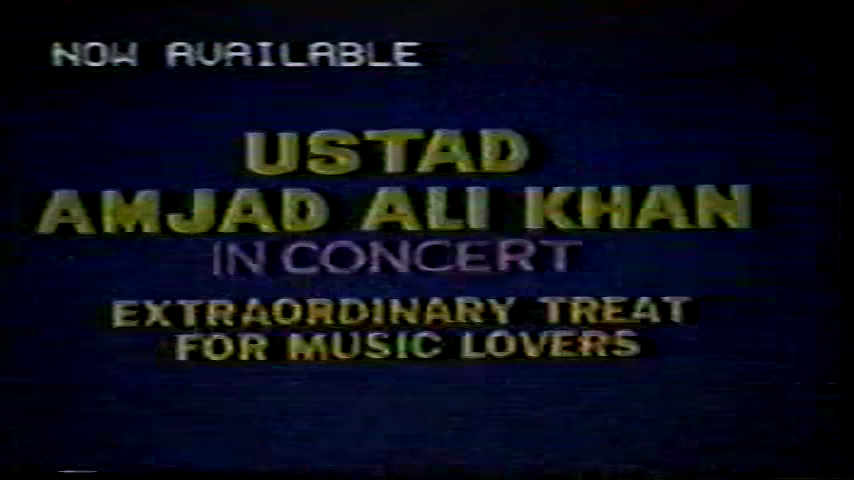 NOW AVAILABLE
USTAD
AMJAD ALI KHAN
IN CONCERT
EXTRAORDINARY TREAT
FOR MUSIC LOVERS